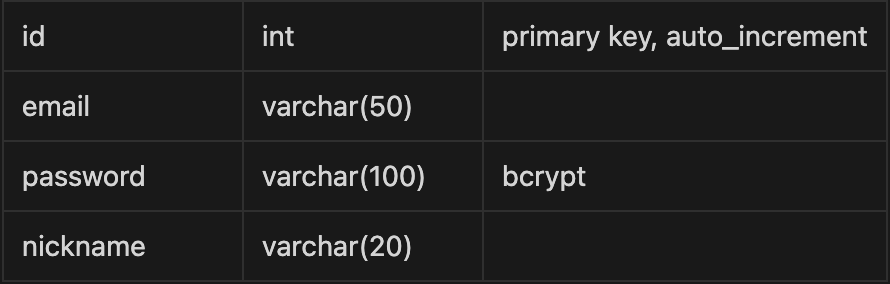 id int primary key, auto_increment
email varchar(50)
password varchar(100) bcrypt
nickname varchar(20)